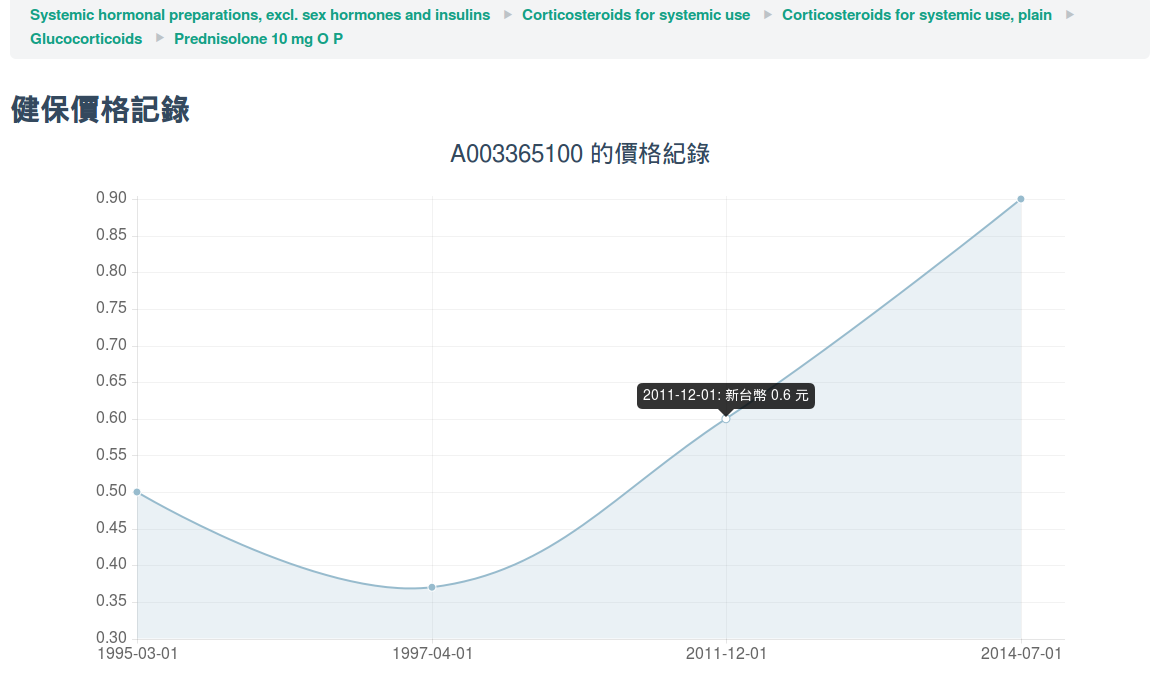 Systemic hormonal preparations, excl. sex hormones and insulins ▶ Corticosteroids for systemic use ▶ Corticosteroids for systemic use, plain ▶
Glucocorticoids ▶ Prednisolone 10 mg O P
健保價格記錄
A003365100 的價格紀錄
0.90
0.85
0.80
0.75
0.70
0.65
2011-12-01: 新台幣 0.6 元
0.60
0.55
0.50
0.45
0.40
0.35
0.30
1995-03-01 1997-04-01 2011-12-01 2014-07-01